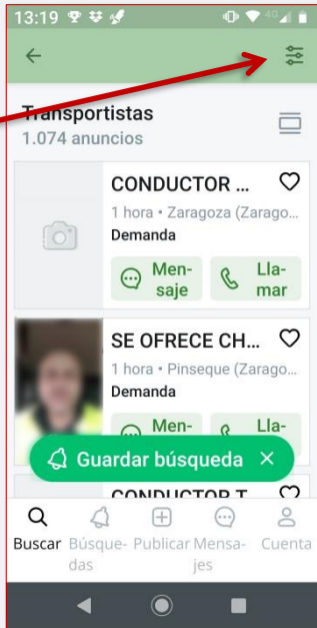 13:19
4G
Transportistas
1.074 anuncios
CONDUCTOR ...
1 hora • Zaragoza (Zarago...
Demanda
Men-
saje
Lla-
mar
SE OFRECE CH...
1 hora • Pinseque (Zarago...
Demanda
Men-
Lla-
Guardar búsqueda
CONDUCTOR T
Buscar
Búsque-
das
Publicar
Mensa-
jes
Cuenta